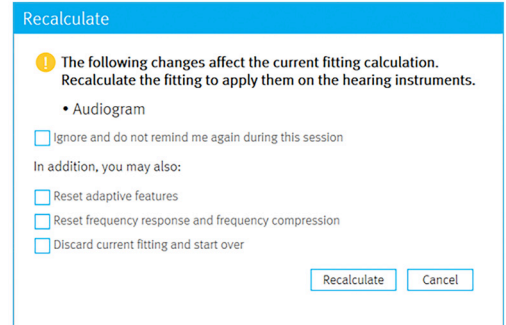 Recalculate
! The following changes affect the current fitting calculation.
Recalculate the fitting to apply them on the hearing instruments.
• Audiogram
Ignore and do not remind me again during this session
In addition, you may also:
Reset adaptive features
Reset frequency response and frequency compression
Discard current fitting and start over
Recalculate Cancel